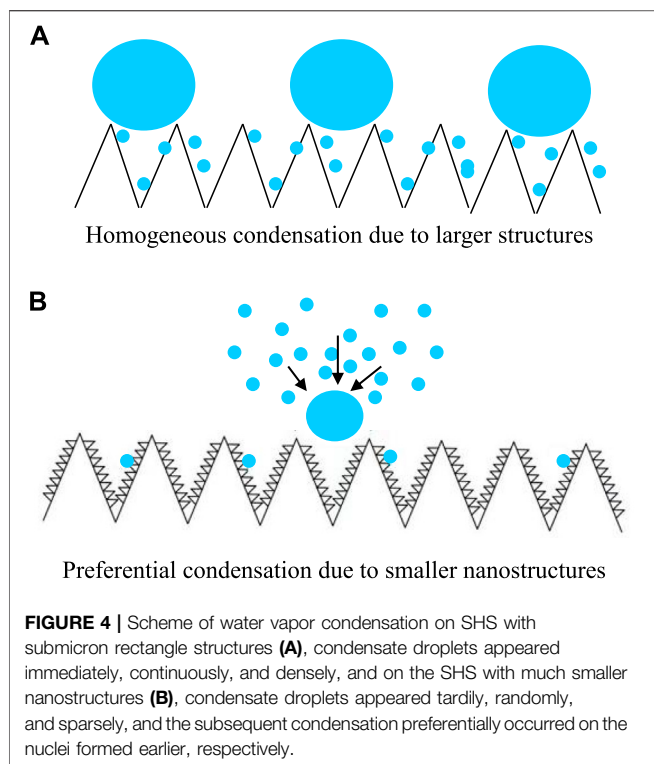 A
Homogeneous condensation due to larger structures
B
Preferential condensation due to smaller nanostructures
FIGURE 4 | Scheme of water vapor condensation on SHS with
submicron rectangle structures (A), condensate droplets appeared
immediately, continuously, and densely, and on the SHS with much smaller
nanostructures (B), condensate droplets appeared tardily, randomly,
and sparsely, and the subsequent condensation preferentially occurred on the
nuclei formed earlier, respectively.